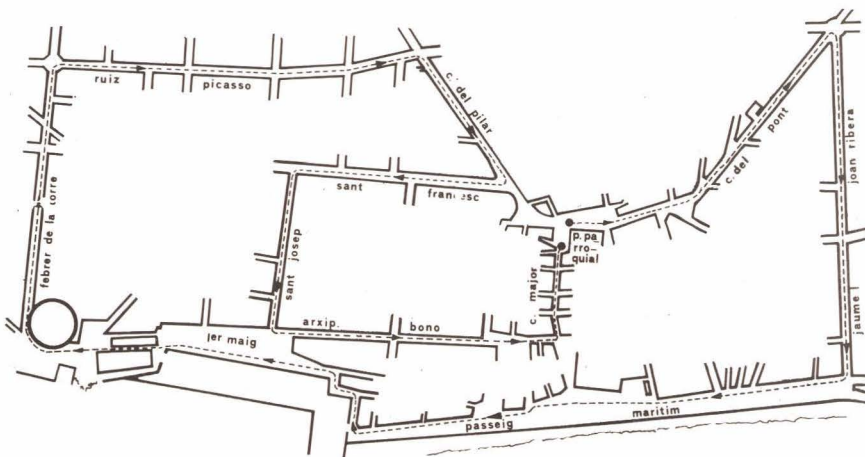 ruiz
picasso
c. del pilar
c. del
pont
joan ribera
jaume I
sant
francesc
sant josep
febrer de la torre
p. pa-
rro-
quial
c. major
arxip.
bono
1er maig
passeig
maritim